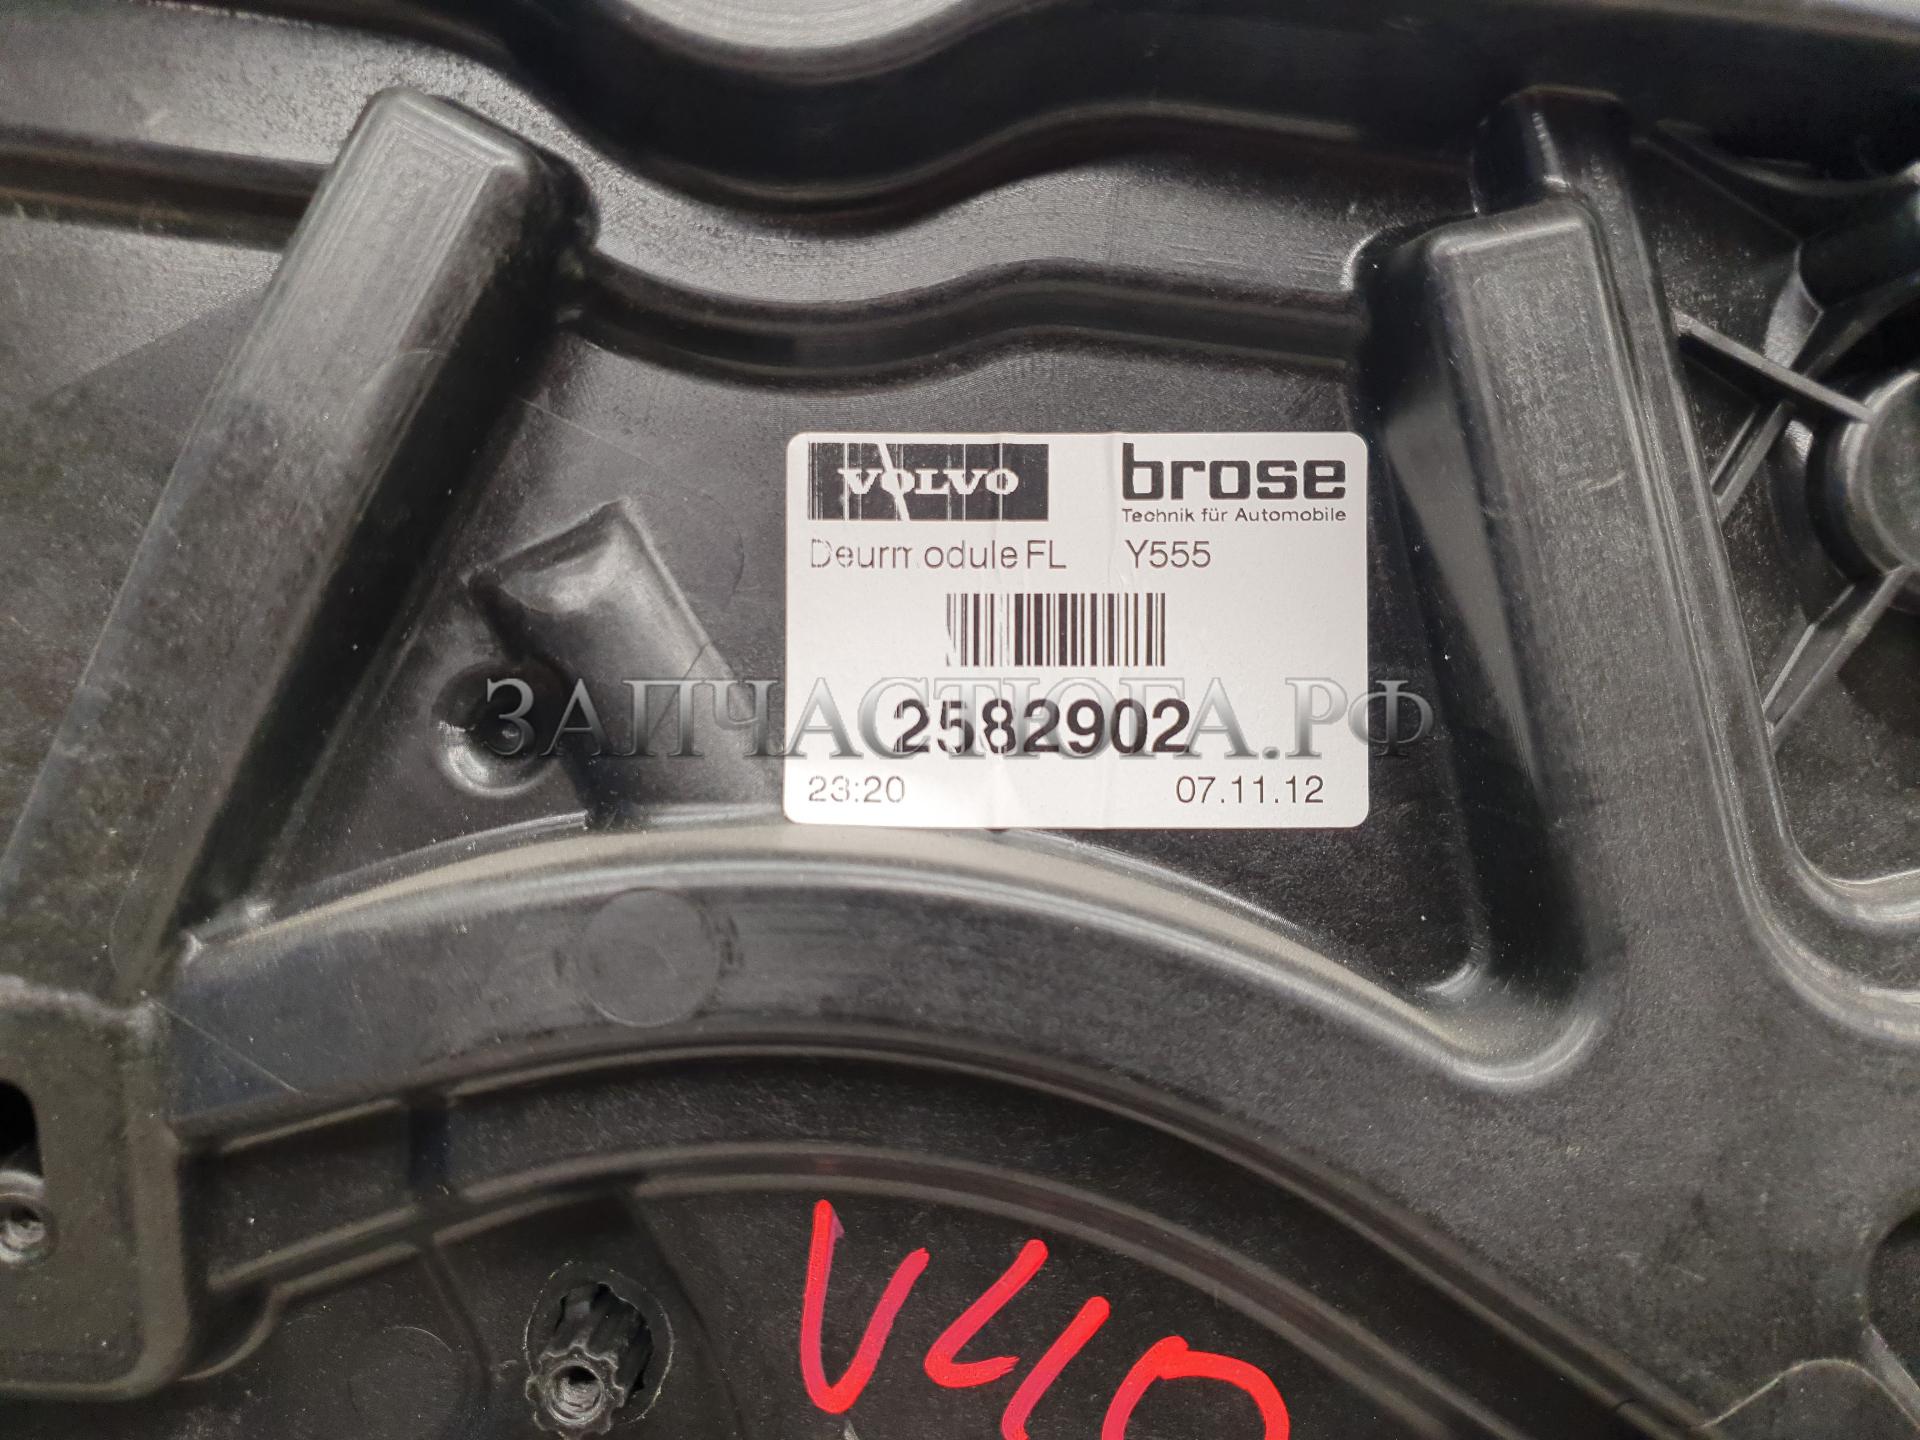 VOLVO brose
Technik für Automobile
Deurmodule FL Y555
2582902
ЗАПЧАСТЮГА.РФ
23:20 07.11.12
V40